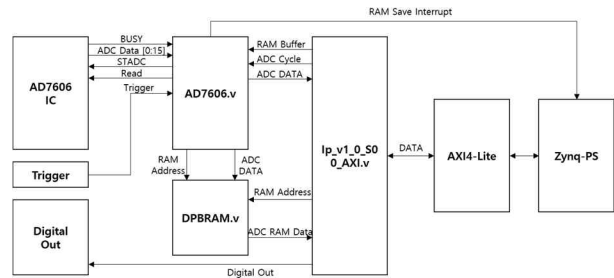 RAM Save Interrupt
BUSY
ADC Data [0:15]
STADC
Read
Trigger
AD7606
IC
AD7606.v
RAM Buffer
ADC Cycle
ADC DATA
Ip_v1_0_S0
0_AXI.v
DATA
AXI4-Lite
Zynq-PS
Trigger
RAM
Address
ADC
DATA
RAM Address
DPBRAM.v
ADC RAM Data
Digital
Out
Digital Out